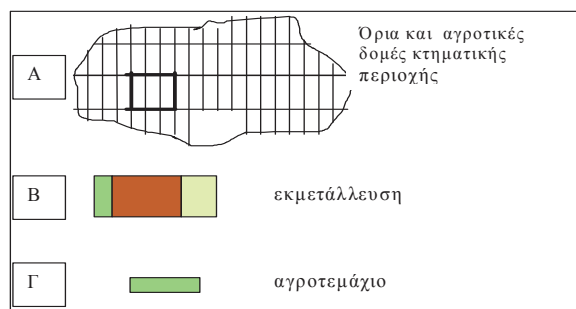 Όρια και αγροτικές
δομές κτηματικής
περιοχής
Α
Β
εκμετάλλευση
Γ
αγροτεμάχιο